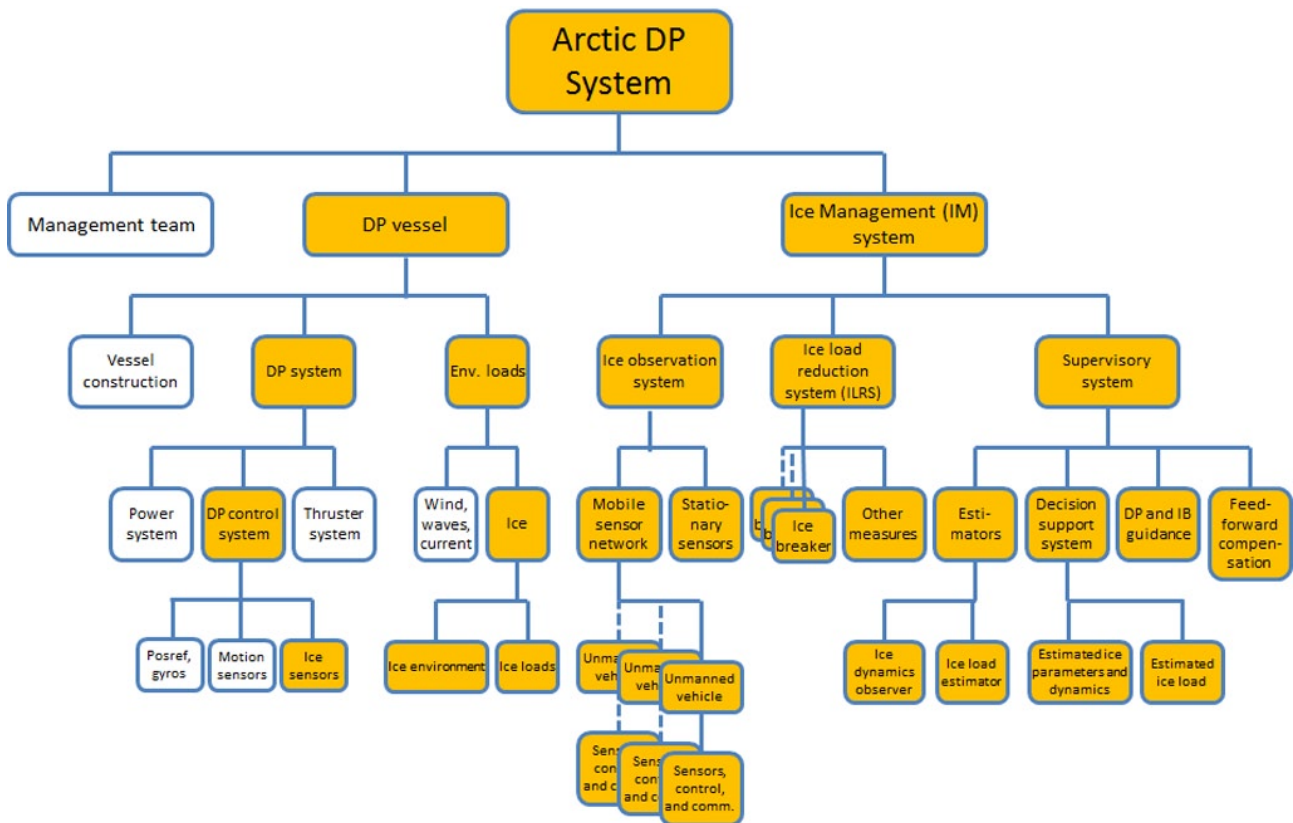 Arctic DP
System
Management team
DP vessel
Ice Management (IM)
system
Vessel
construction
DP system
Env. loads
Ice observation
system
Ice load
reduction
system (ILRS)
Supervisory
system
Power
system
DP control
system
Thruster
system
Wind,
waves,
current
Ice
Mobile
sensor
network
Statio-
nary
sensors
Ice
breaker
Other
measures
Esti-
mators
Decision
support
system
DP and IB
guidance
Feed-
forward
compen-
sation
Posref,
gyros
Motion
sensors
Ice
sensors
Ice environment
Ice loads
Unmanned
vehicle
Ice
dynamics
observer
Ice load
estimator
Estimated ice
parameters and
dynamics
Estimated
ice load
Sensors,
control,
and comm.